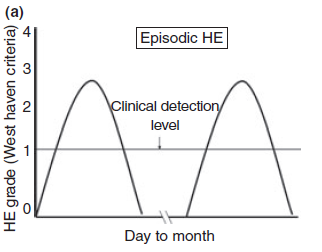 (a)
HE grade (West haven criteria)
4
3
2
1
0
Episodic HE
Clinical detection
level
Day to month